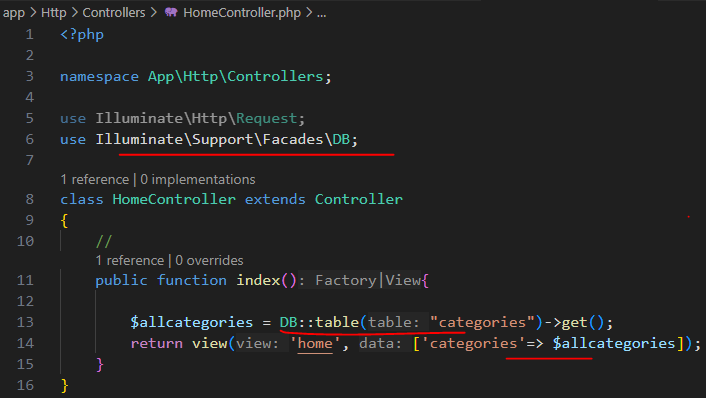 app > Http > Controllers > HomeController.php > ...
1 <?php
2
3 namespace App\Http\Controllers;
4
5 use Illuminate\Http\Request;
6 use Illuminate\Support\Facades\DB;
7
1 reference | 0 implementations
8 class HomeController extends Controller
9 {
10 //
1 reference | 0 overrides
11 public function index(): Factory|View{
12
13 $allcategories = DB::table(table: "categories")->get();
14 return view(view: 'home', data: ['categories'=> $allcategories]);
15 }
16 }